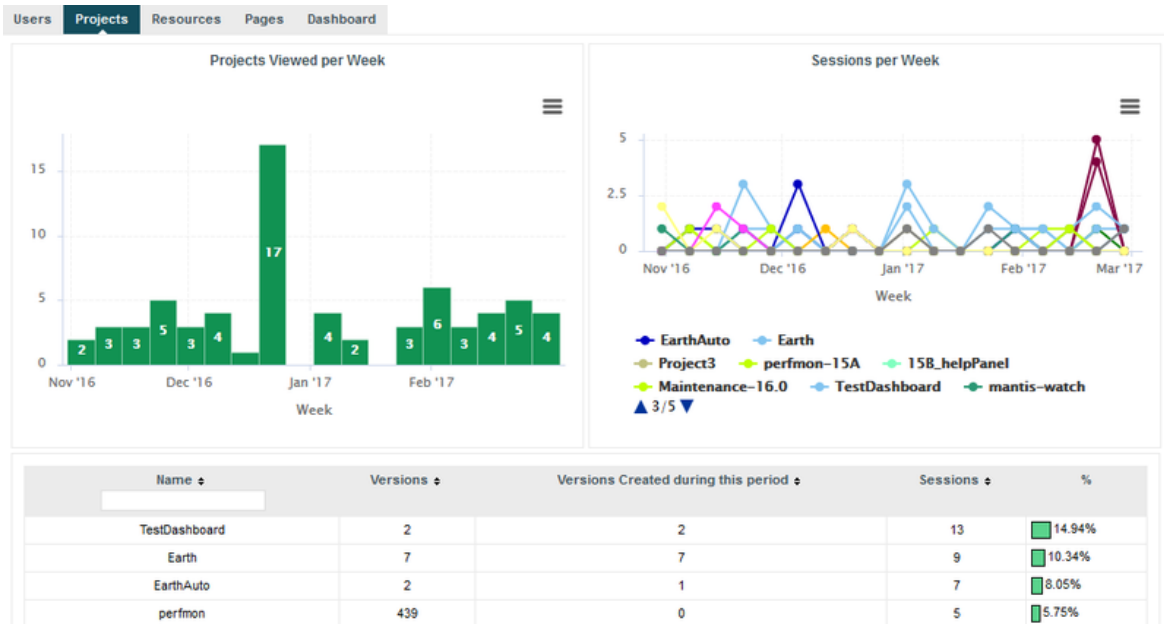 Users Projects Resources Pages Dashboard
Projects Viewed per Week
15
10
5
0
2 3 3 5 3 4 17 4 2 3 6 3 4 5 4
Nov '16 Dec '16 Jan '17 Feb '17
Week
Sessions per Week
5
2.5
0
Nov '16 Dec '16 Jan '17 Feb '17 Mar '17
Week
EarthAuto Earth
Project3 perfmon-15A 15B_helpPanel
Maintenance-16.0 TestDashboard mantis-watch
▲ 3/5 ▼
Name Versions Versions Created during this period Sessions %
TestDashboard 2 2 13 14.94%
Earth 7 7 9 10.34%
EarthAuto 2 1 7 8.05%
perfmon 439 0 5 5.75%